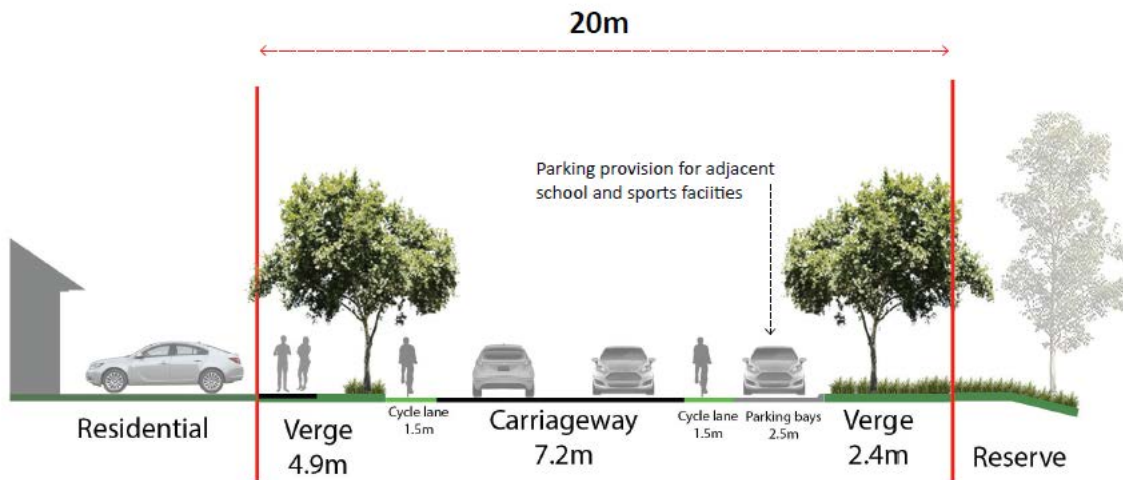 20m
Parking provision for adjacent
school and sports faciities
Residential
Verge
4.9m
Cycle lane
1.5m
Carriageway
7.2m
Cycle lane
1.5m
Parking bays
2.5m
Verge
2.4m
Reserve